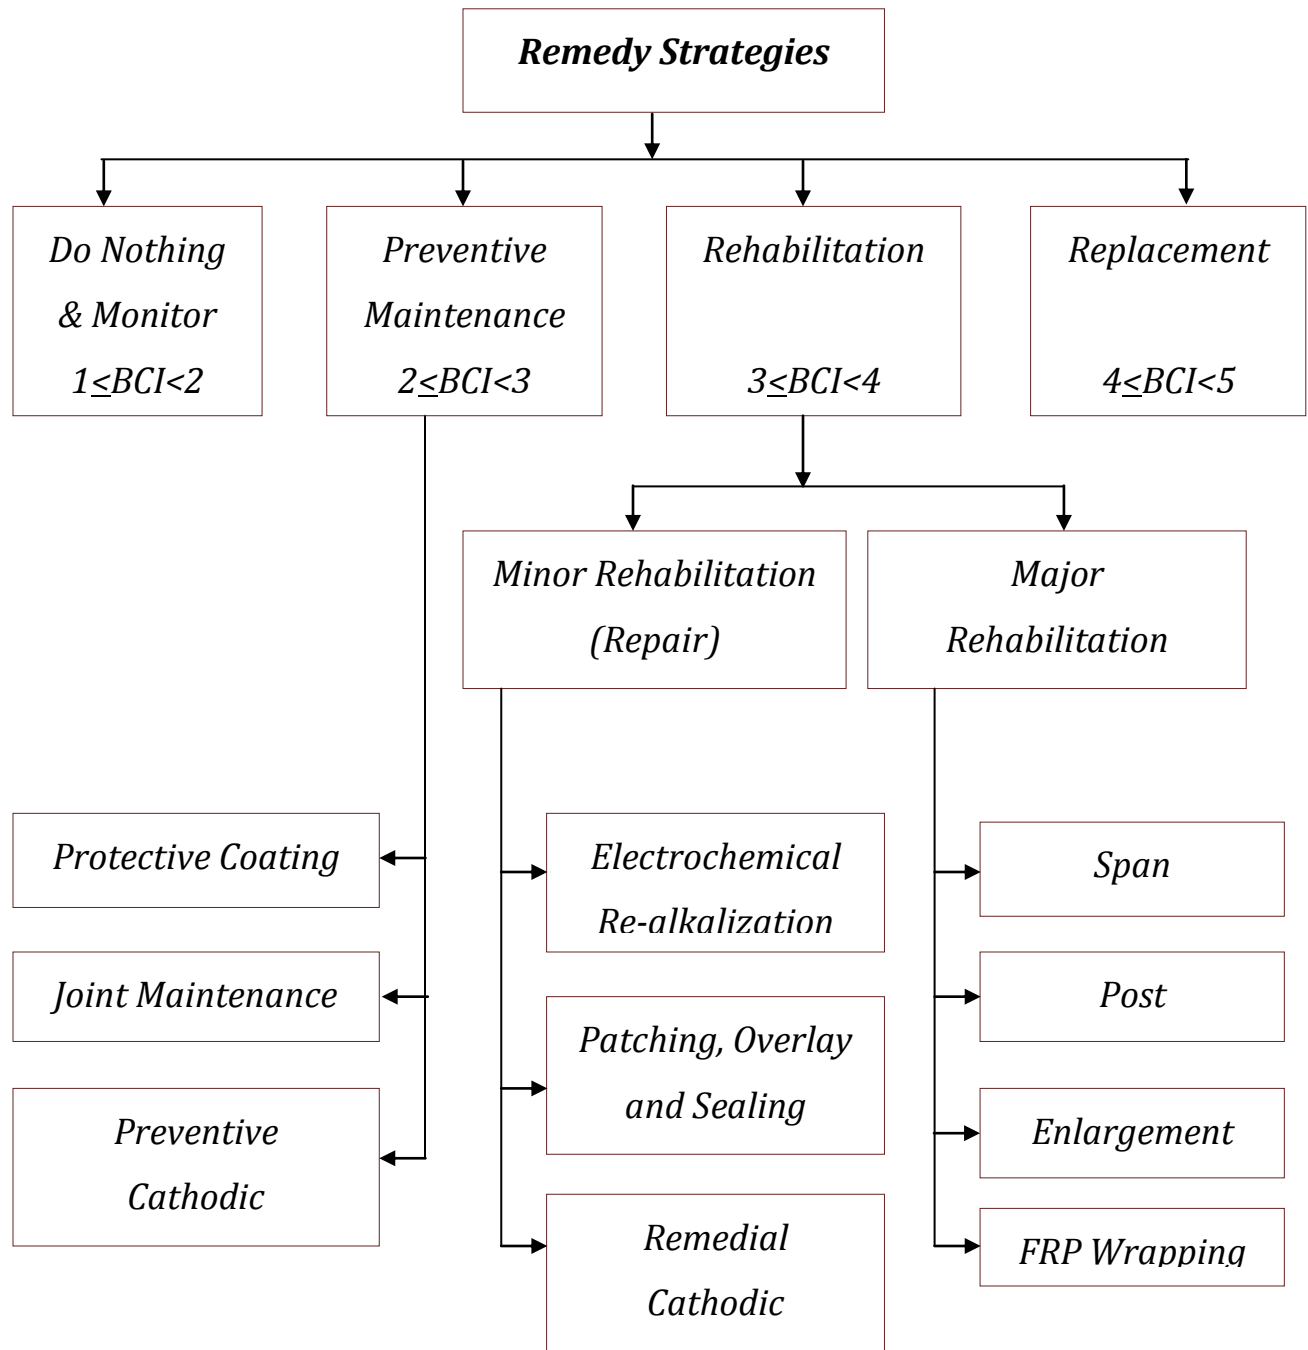 Remedy Strategies
Do Nothing
& Monitor
1≤BCI<2
Preventive
Maintenance
2≤BCI<3
Rehabilitation
3≤BCI<4
Replacement
4≤BCI<5
Minor Rehabilitation
(Repair)
Major
Rehabilitation
Protective Coating
Joint Maintenance
Preventive
Cathodic
Electrochemical
Re-alkalization
Patching, Overlay
and Sealing
Remedial
Cathodic
Span
Post
Enlargement
FRP Wrapping